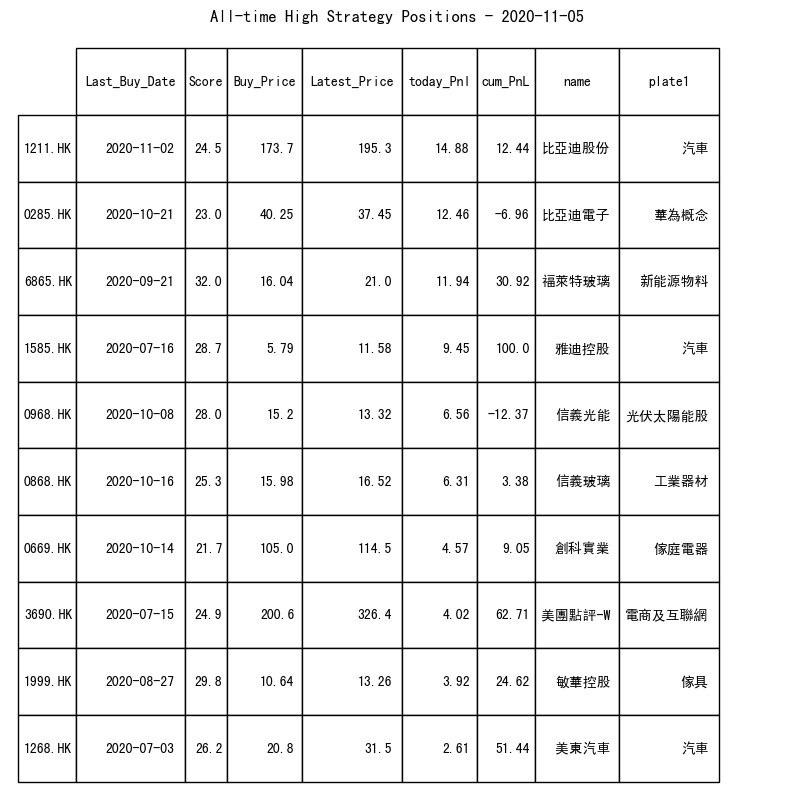 All-time High Strategy Positions - 2020-11-05
Last_Buy_Date Score Buy_Price Latest_Price today_Pnl cum_PnL name plate1
1211.HK 2020-11-02 24.5 173.7 195.3 14.88 12.44 比亞迪股份 汽車
0285.HK 2020-10-21 23.0 40.25 37.45 12.46 -6.96 比亞迪電子 華為概念
6865.HK 2020-09-21 32.0 16.04 21.0 11.94 30.92 福萊特玻璃 新能源物料
1585.HK 2020-07-16 28.7 5.79 11.58 9.45 100.0 雅迪控股 汽車
0968.HK 2020-10-08 28.0 15.2 13.32 6.56 -12.37 信義光能 光伏太陽能股
0868.HK 2020-10-16 25.3 15.98 16.52 6.31 3.38 信義玻璃 工業器材
0669.HK 2020-10-14 21.7 105.0 114.5 4.57 9.05 創科實業 傢庭電器
3690.HK 2020-07-15 24.9 200.6 326.4 4.02 62.71 美團點評-W 電商及互聯網
1999.HK 2020-08-27 29.8 10.64 13.26 3.92 24.62 敏華控股 傢具
1268.HK 2020-07-03 26.2 20.8 31.5 2.61 51.44 美東汽車 汽車